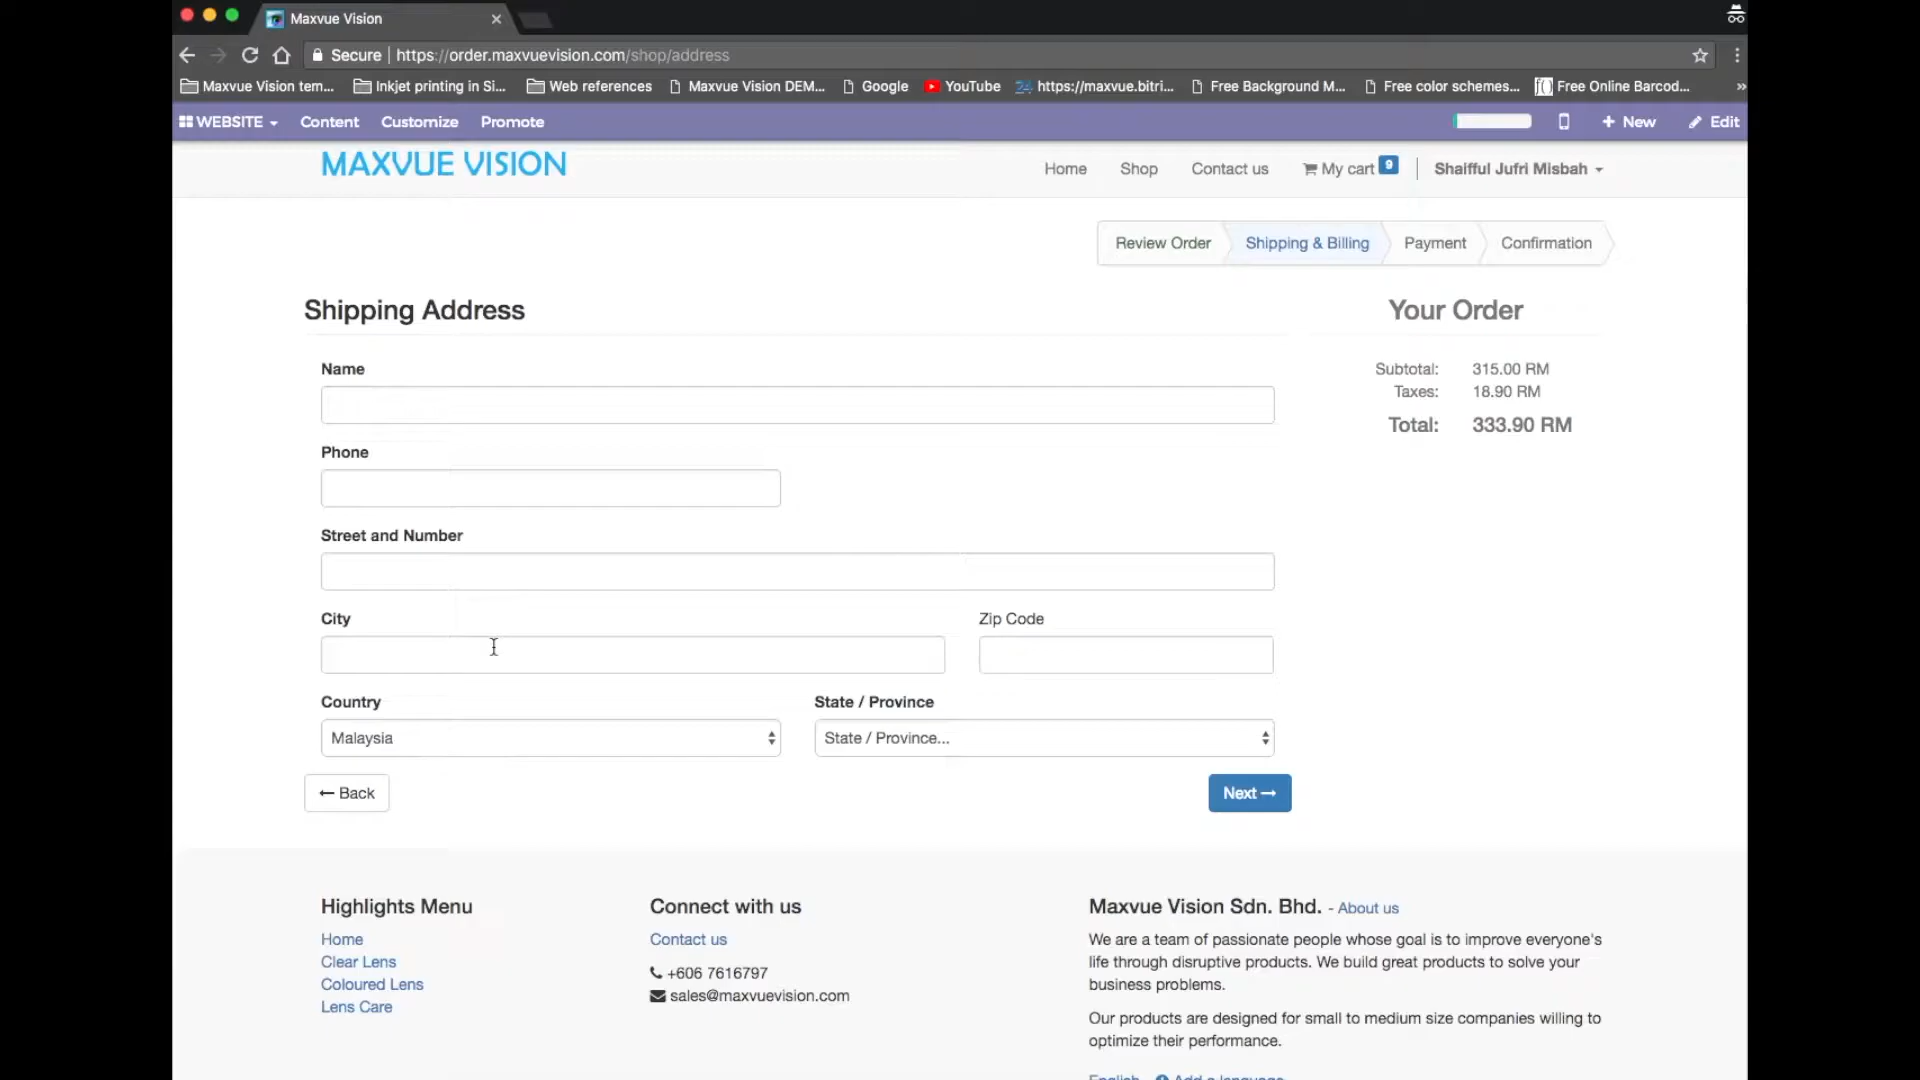 Maxvue Vision
Secure | https://order.maxvuevision.com/shop/address
Maxvue Vision tem... Inkjet printing in Si... Web references Maxvue Vision DEM... Google YouTube https://maxvue.bitri... Free Background M... Free color schemes... Free Online Barcod... »
WEBSITE Content Customize Promote + New Edit
MAXVUE VISION
Home Shop Contact us My cart 9 Shaifful Jufri Misbah
Review Order Shipping & Billing Payment Confirmation
Shipping Address
Your Order
Name
Subtotal: 315.00 RM
Taxes: 18.90 RM
Total: 333.90 RM
Phone
Street and Number
City Zip Code
Country State / Province
Malaysia State / Province...
← Back Next →
Highlights Menu
Home
Clear Lens
Coloured Lens
Lens Care
Connect with us
Contact us
+606 7616797
sales@maxvuevision.com
Maxvue Vision Sdn. Bhd. - About us
We are a team of passionate people whose goal is to improve everyone's
life through disruptive products. We build great products to solve your
business problems.
Our products are designed for small to medium size companies willing to
optimize their performance.
English Add a language